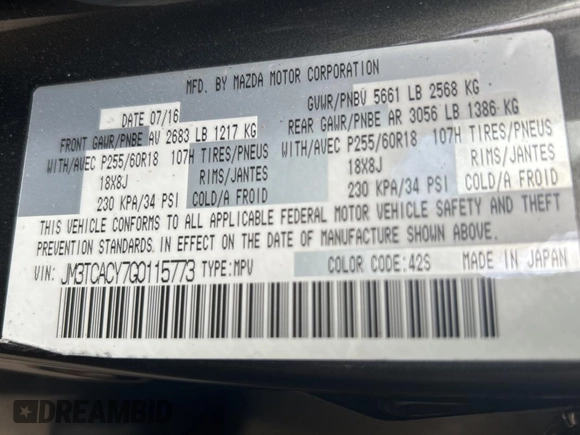 MFD. BY MAZDA MOTOR CORPORATION
DATE 07/16
GVWR/PNBV 5661 LB 2568 KG
FRONT GAWR/PNBE AV 2683 LB 1217 KG
REAR GAWR/PNBE AR 3056 LB 1386 KG
WITH/AVEC P255/60R18 107H TIRES/PNEUS
WITH/AVEC P255/60R18 107H TIRES/PNEUS
18X8J RIMS/JANTES
18X8J RIMS/JANTES
230 KPA/34 PSI COLD/A FROID
230 KPA/34 PSI COLD/A FROID
THIS VEHICLE CONFORMS TO ALL APPLICABLE FEDERAL MOTOR VEHICLE SAFETY AND THEFT
PREVENTION STANDARDS. IN EFFECT ON THE DATE OF MANUFACTURE SHOWN ABOVE.
VIN: JM3TCACY7G0115773 TYPE:MPV COLOR CODE:42S MADE IN JAPAN
DREAMBID